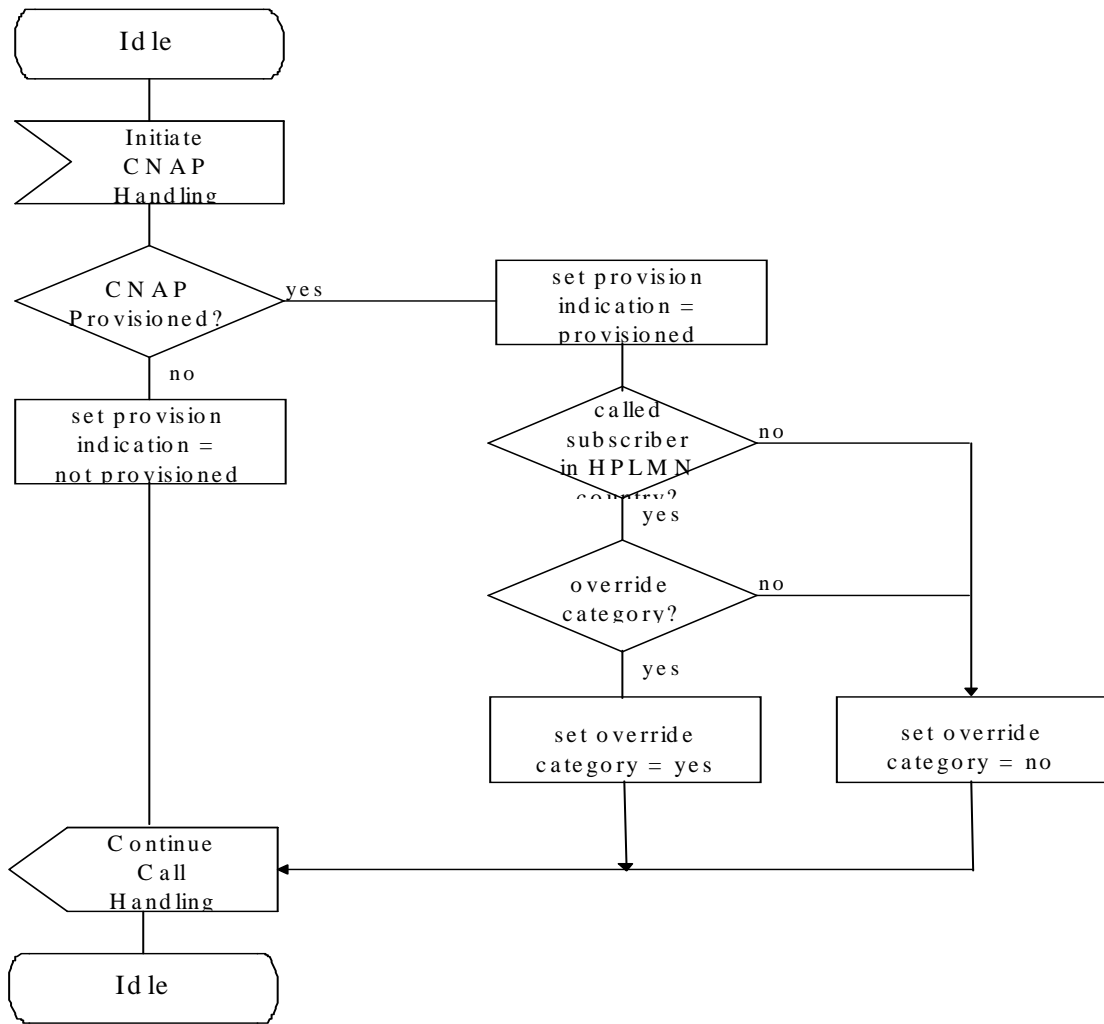 Idle
Initiate
CNAP
Handling
CNAP
Provisioned?
yes
no
set provision
indication =
not provisioned
set provision
indication =
provisioned
called
subscriber
in HPLMN
country?
no
yes
override
category?
no
yes
set override
category = yes
set override
category = no
Continue
Call
Handling
Idle